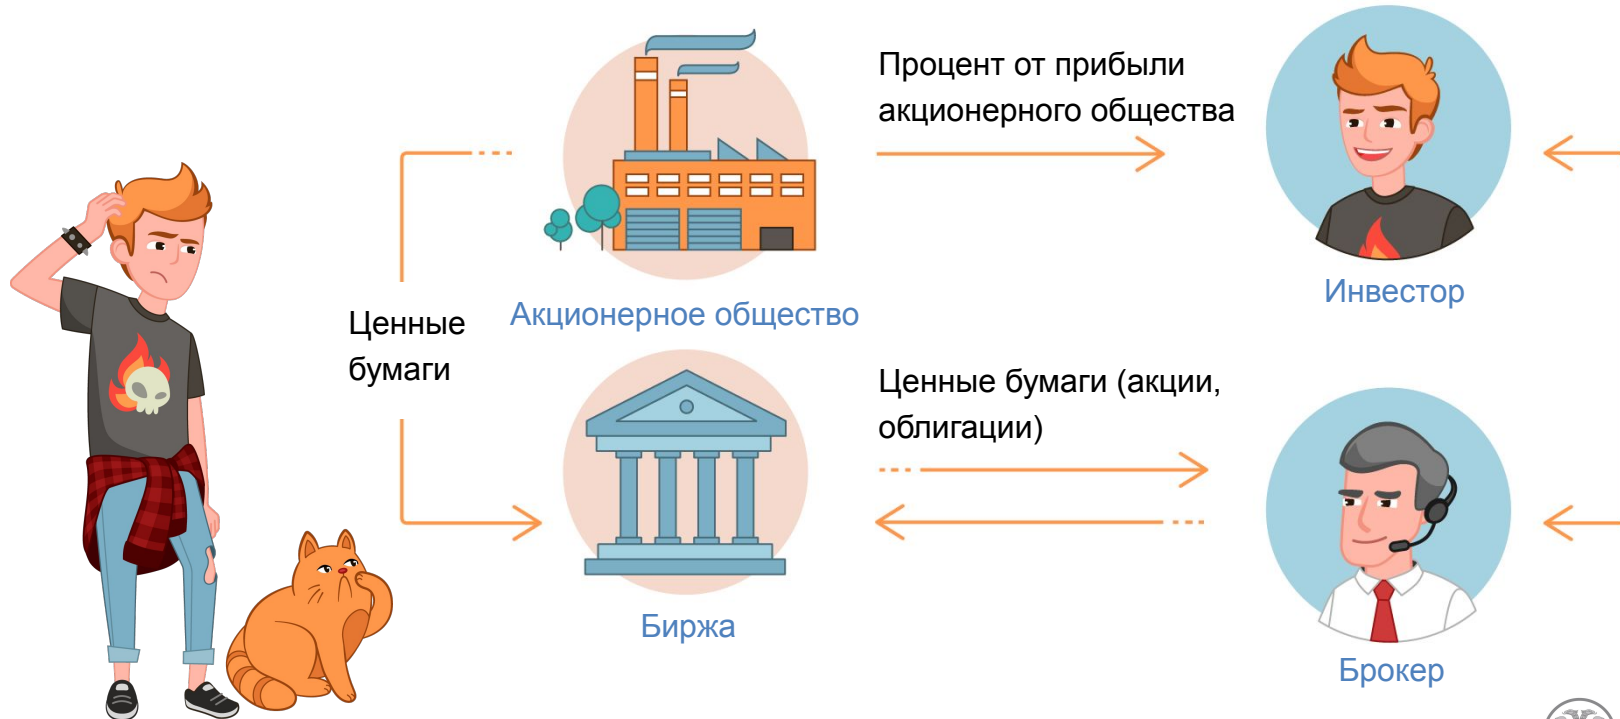 Процент от прибыли
акционерного общества
Инвестор
Акционерное общество
Ценные
бумаги
Ценные бумаги (акции,
облигации)
Биржа
Брокер